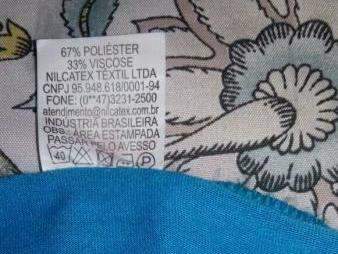 67% POLIÉSTER
33% VISCOSE
NILCATEX TÊXTIL LTDA
CNPJ 95.948.618/0001-94
FONE: (0**47)3231-2500
atendimento@nilcatex.com.br
INDÚSTRIA BRASILEIRA
OBS.: ÁREA ESTAMPADA
PASSAR PELO AVESSO
40 P